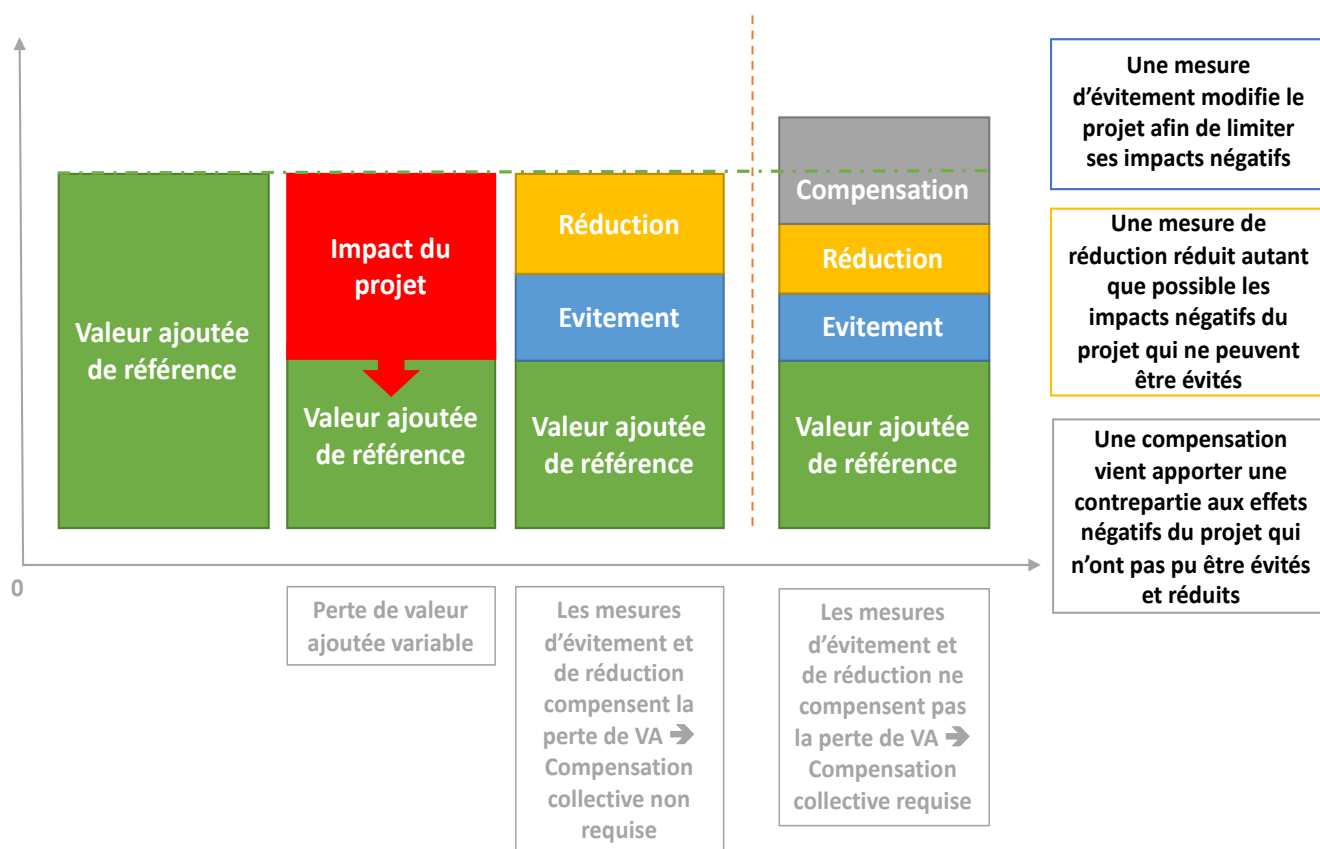 Valeur ajoutée
de référence
Impact du
projet
Valeur ajoutée
de référence
Réduction
Evitement
Valeur ajoutée
de référence
Compensation
Réduction
Evitement
Valeur ajoutée
de référence
0
Perte de valeur
ajoutée variable
Les mesures
d'évitement et
de réduction
compensent la
perte de VA ➔
Compensation
collective non
requise
Les mesures
d'évitement et
de réduction ne
compensent pas
la perte de VA ➔
Compensation
collective requise
Une mesure
d'évitement modifie le
projet afin de limiter
ses impacts négatifs
Une mesure de
réduction réduit autant
que possible les
impacts négatifs du
projet qui ne peuvent
être évités
Une compensation
vient apporter une
contrepartie aux effets
négatifs du projet qui
n'ont pas pu être évités
et réduits